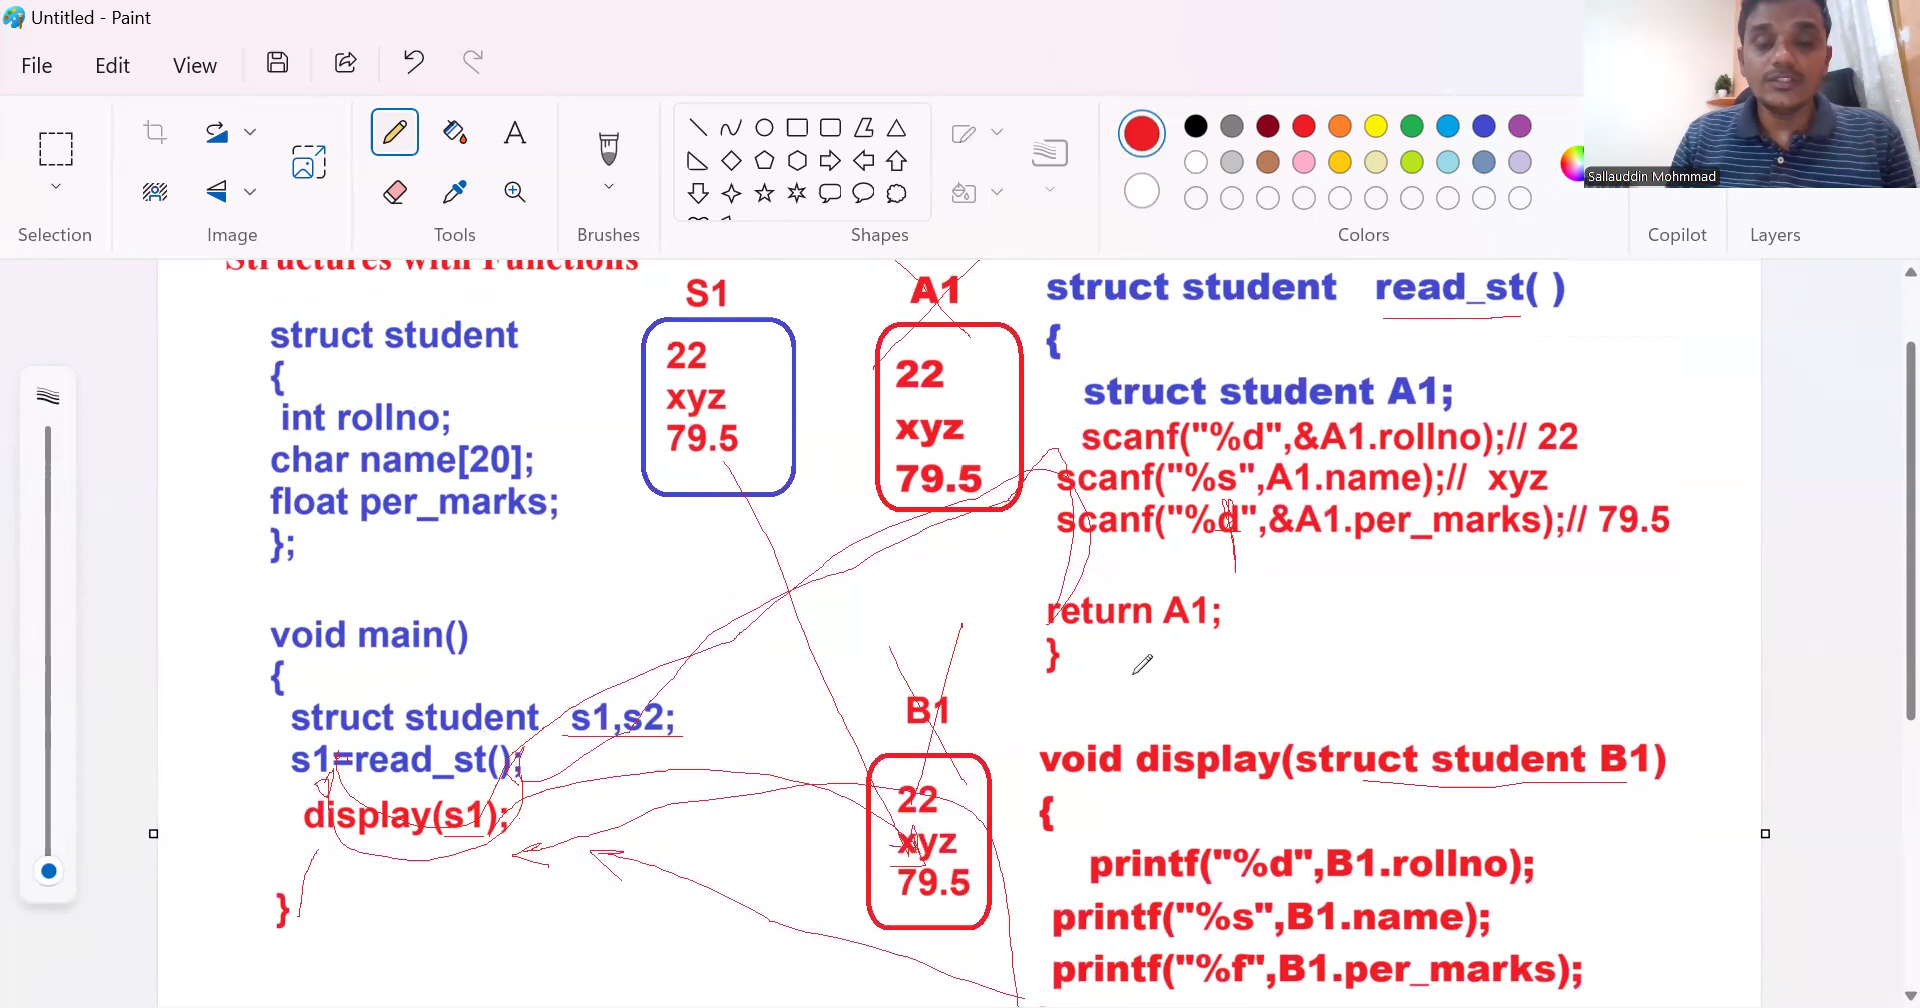 Untitled - Paint
File Edit View
Selection Image Tools Brushes Shapes Colors Copilot Layers
Sallauddin Mohmmad
Structures with Functions
struct student
{
int rollno;
char name[20];
float per_marks;
};
void main()
{
struct student s1,s2;
s1=read_st();
display(s1);
}
S1
22
xyz
79.5
A1
22
xyz
79.5
B1
22
xyz
79.5
struct student read_st( )
{
struct student A1;
scanf("%d",&A1.rollno);// 22
scanf("%s",A1.name);// xyz
scanf("%d",&A1.per_marks);// 79.5
return A1;
}
void display(struct student B1)
{
printf("%d",B1.rollno);
printf("%s",B1.name);
printf("%f",B1.per_marks);